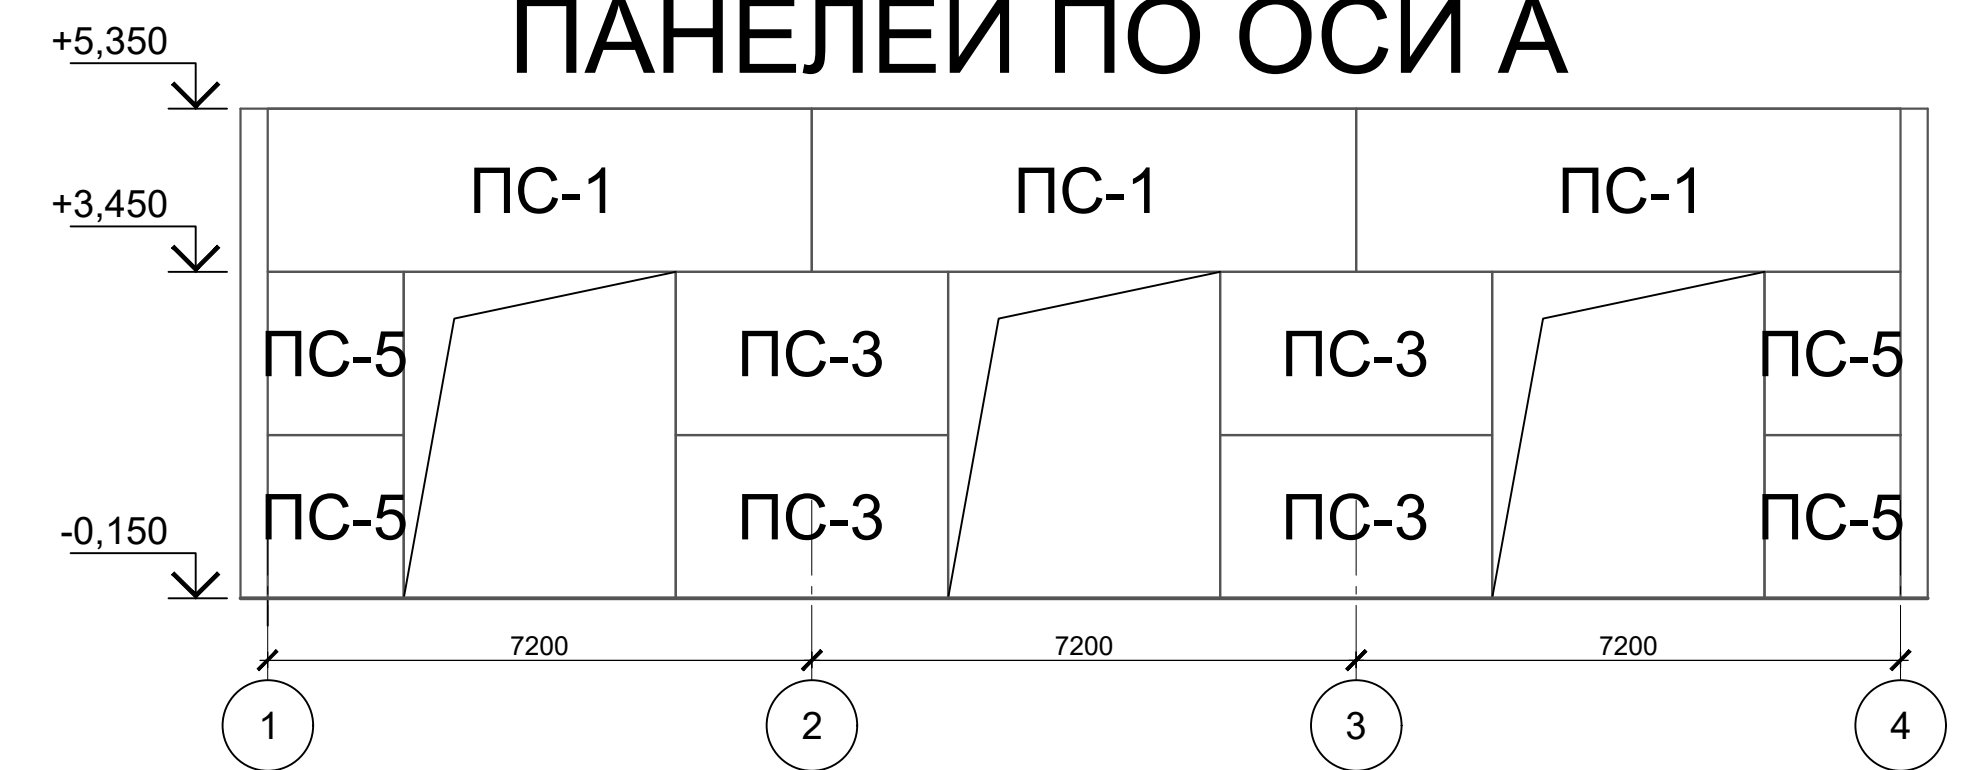 ПАНЕЛЕЙ ПО ОСИ А
+5,350
ПС-1 ПС-1 ПС-1
+3,450
ПС-5 ПС-3 ПС-3 ПС-5
ПС-5 ПС-3 ПС-3 ПС-5
-0,150
7200 7200 7200
1 2 3 4